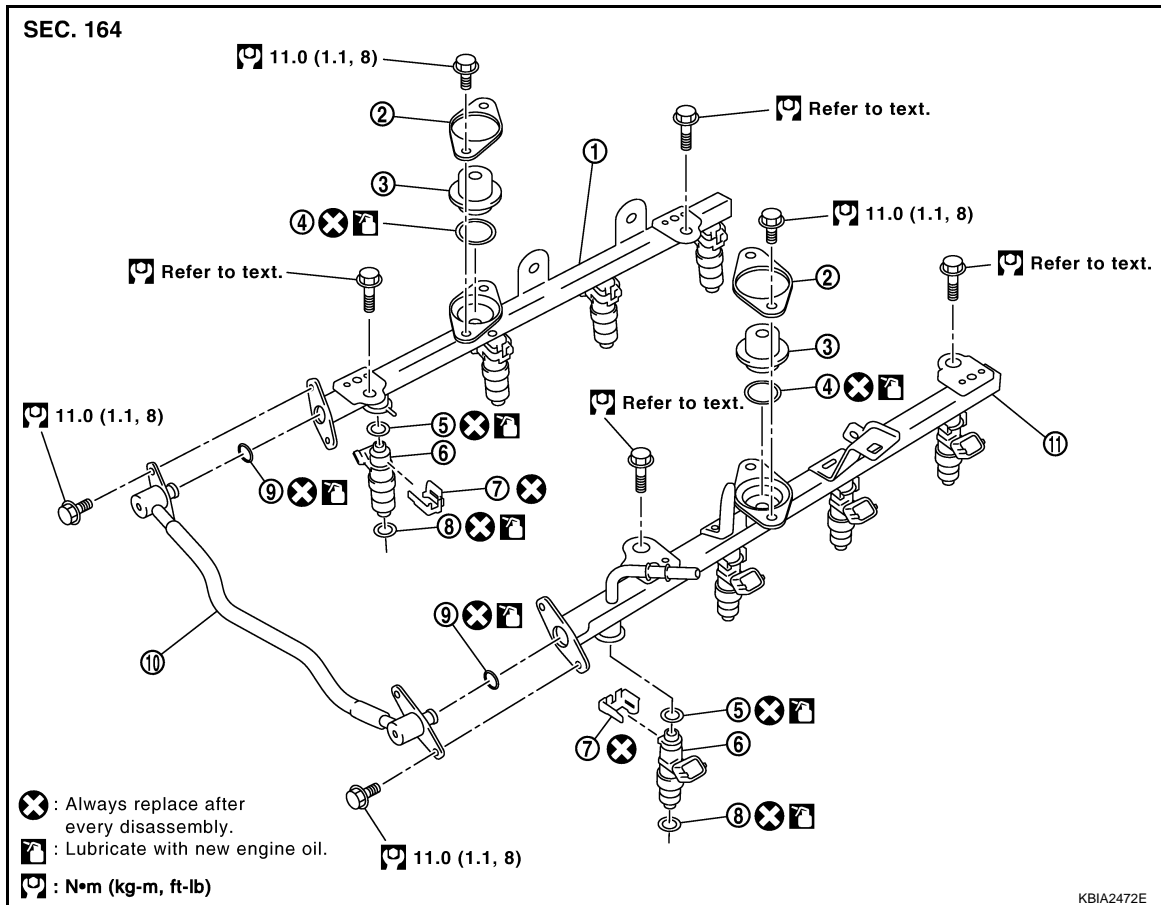 SEC. 164
11.0 (1.1, 8)
2
Refer to text.
1
3
4
11.0 (1.1, 8)
Refer to text.
2
Refer to text.
3
4
Refer to text.
11.0 (1.1, 8)
5
6
11
9
7
8
9
10
5
7
6
8
: Always replace after
every disassembly.
: Lubricate with new engine oil.
11.0 (1.1, 8)
: N•m (kg-m, ft-lb)
KBIA2472E